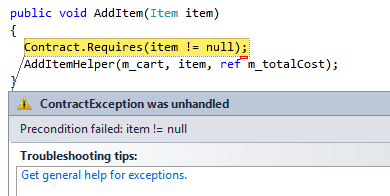 public void AddItem(Item item)
{
Contract.Requires(item != null);
AddItemHelper(m_cart, item, ref m_totalCost);
}
ContractException was unhandled
Precondition failed: item != null
Troubleshooting tips:
Get general help for exceptions.